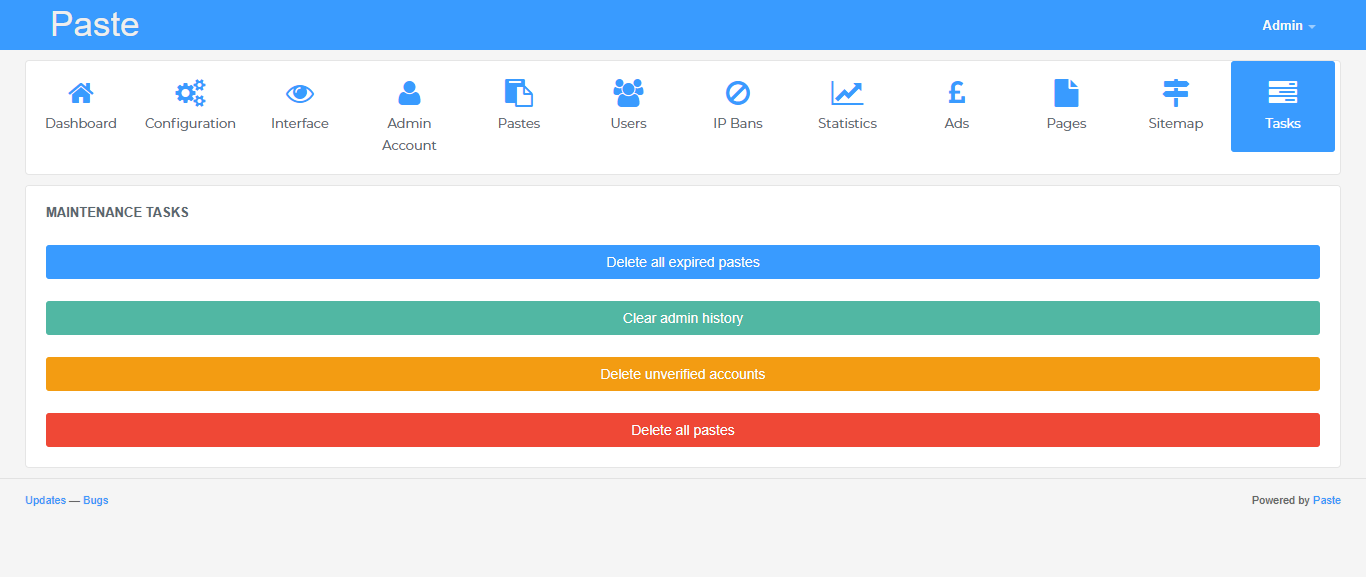 Paste
Admin
Dashboard
Configuration
Interface
Admin
Account
Pastes
Users
IP Bans
Statistics
Ads
Pages
Sitemap
Tasks
MAINTENANCE TASKS
Delete all expired pastes
Clear admin history
Delete unverified accounts
Delete all pastes
Updates — Bugs
Powered by Paste